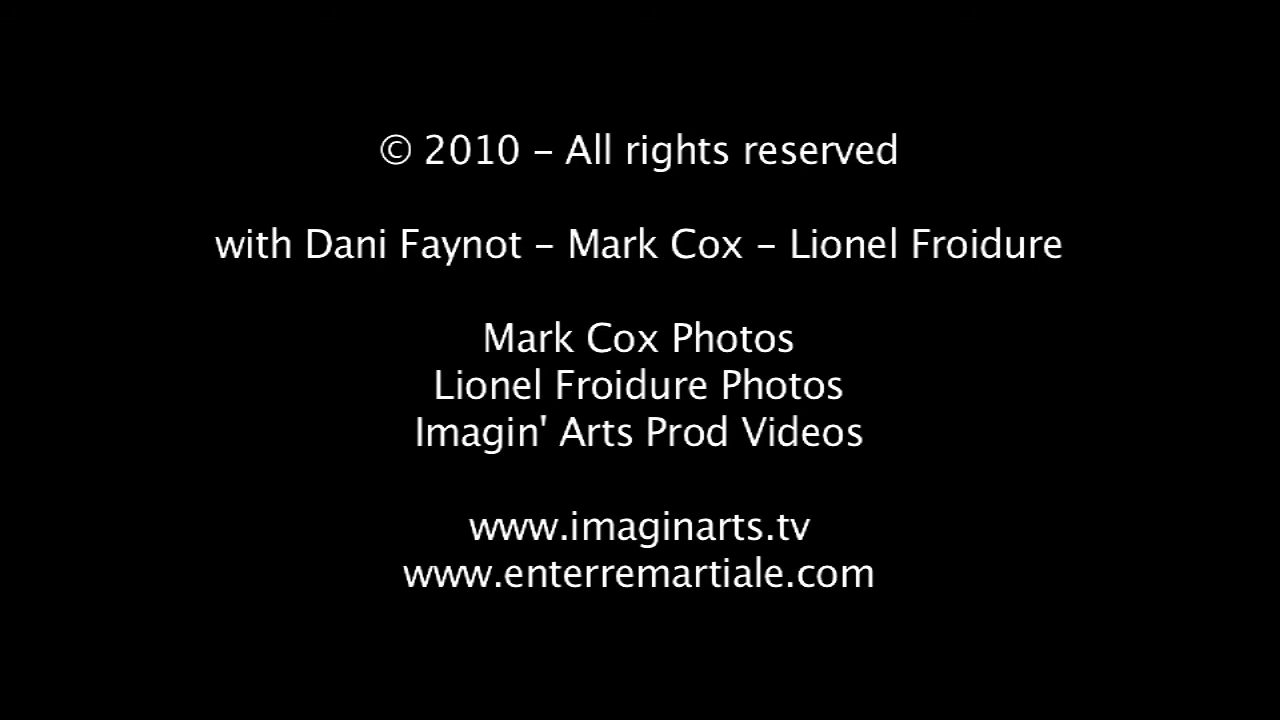 © 2010 – All rights reserved
with Dani Faynot – Mark Cox – Lionel Froidure
Mark Cox Photos
Lionel Froidure Photos
Imagin' Arts Prod Videos
www.imaginarts.tv
www.enterremartiale.com